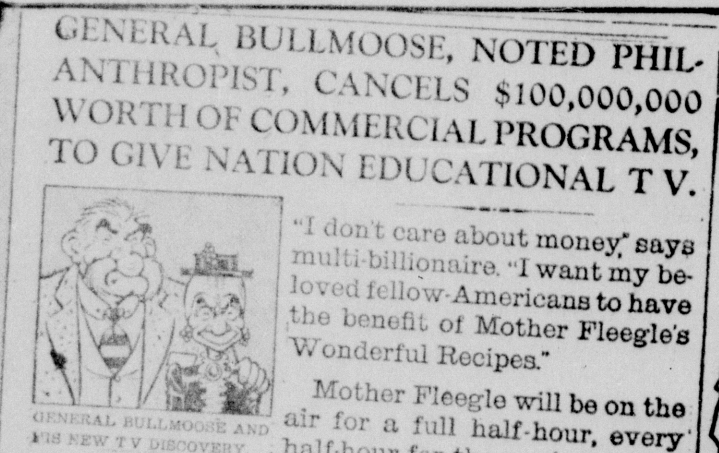 GENERAL BULLMOOSE, NOTED PHIL-
ANTHROPIST, CANCELS $100,000,000
WORTH OF COMMERCIAL PROGRAMS,
TO GIVE NATION EDUCATIONAL T V.
"I don't care about money," says
multi-billionaire. "I want my be-
loved fellow-Americans to have
the benefit of Mother Fleegle's
Wonderful Recipes."
Mother Fleegle will be on the
air for a full half-hour, every
half-hour for
GENERAL BULLMOOSE AND
HIS NEW T V DISCOVERY